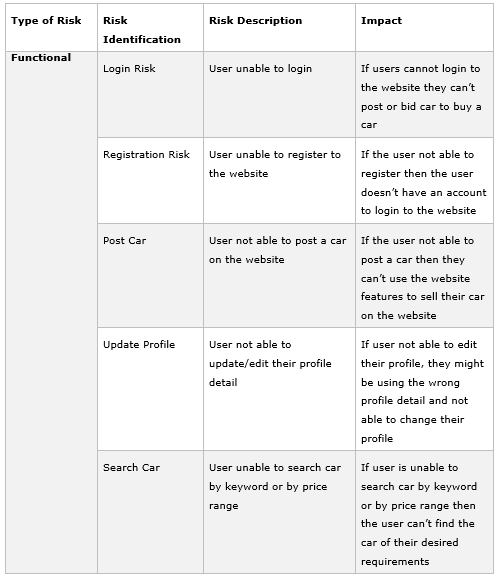 Type of Risk
Risk
Identification
Risk Description
Impact
Functional
Login Risk
User unable to login
If users cannot login to
the website they can't
post or bid car to buy a
car
Registration Risk
User unable to register to
the website
If the user not able to
register then the user
doesn't have an account
to login to the website
Post Car
User not able to post a car
on the website
If the user not able to
post a car then they
can't use the website
features to sell their car
on the website
Update Profile
User not able to
update/edit their profile
detail
If user not able to edit
their profile, they might
be using the wrong
profile detail and not
able to change their
profile
Search Car
User unable to search car
by keyword or by price
range
If user is unable to
search car by keyword
or by price range then
the user can't find the
car of their desired
requirements